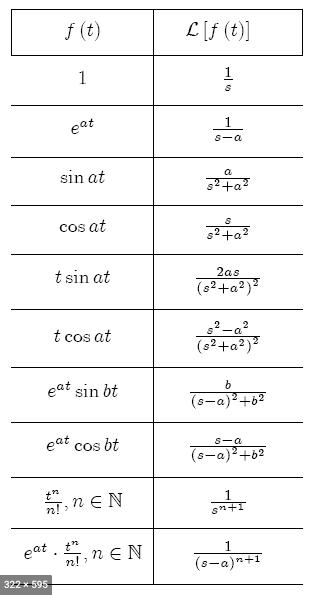 f (t) ℒ [f (t)]
1 1/s
e^{at} 1/(s−a)
sin at a/(s²+a²)
cos at s/(s²+a²)
t sin at 2as/(s²+a²)²
t cos at (s²−a²)/(s²+a²)²
e^{at} sin bt b/((s−a)²+b²)
e^{at} cos bt (s−a)/((s−a)²+b²)
t^n/n!, n ∈ ℕ 1/s^{n+1}
e^{at} · t^n/n!, n ∈ ℕ 1/(s−a)^{n+1}
322 × 595